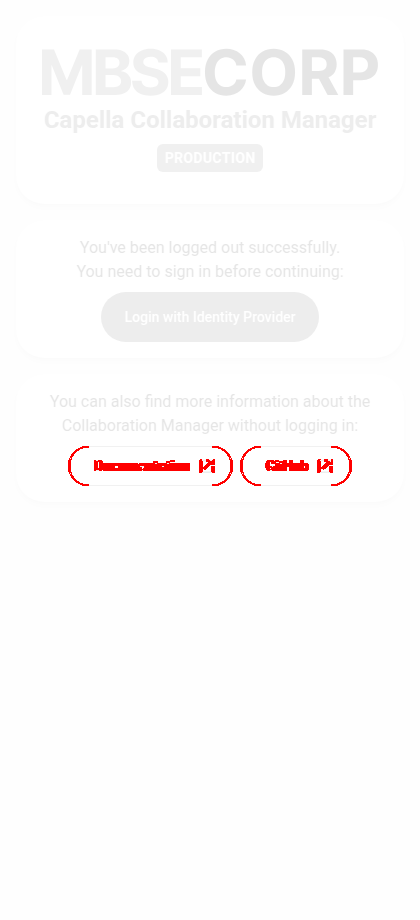 MBSECORP
Capella Collaboration Manager
PRODUCTION
You've been logged out successfully.
You need to sign in before continuing:
Login with Identity Provider
You can also find more information about the
Collaboration Manager without logging in:
Documentation GitHub